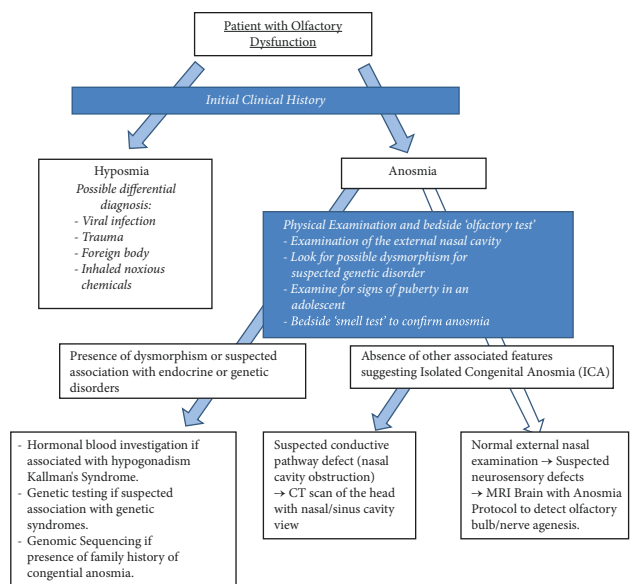 Patient with Olfactory
Dysfunction
Initial Clinical History
Hyposmia
Possible differential
diagnosis:
- Viral infection
- Trauma
- Foreign body
- Inhaled noxious
chemicals
Anosmia
Physical Examination and bedside 'olfactory test'
- Examination of the external nasal cavity
- Look for possible dysmorphism for
suspected genetic disorder
- Examine for signs of puberty in an
adolescent
- Bedside 'smell test' to confirm anosmia
Presence of dysmorphism or suspected
association with endocrine or genetic
disorders
Absence of other associated features
suggesting Isolated Congenital Anosmia (ICA)
- Hormonal blood investigation if
associated with hypogonadism
Kallman's Syndrome.
- Genetic testing if suspected
association with genetic
syndromes.
- Genomic Sequencing if
presence of family history of
congential anosmia.
Suspected conductive
pathway defect (nasal
cavity obstruction)
→ CT scan of the head
with nasal/sinus cavity
view
Normal external nasal
examination → Suspected
neurosensory defects
→ MRI Brain with Anosmia
Protocol to detect olfactory
bulb/nerve agenesis.